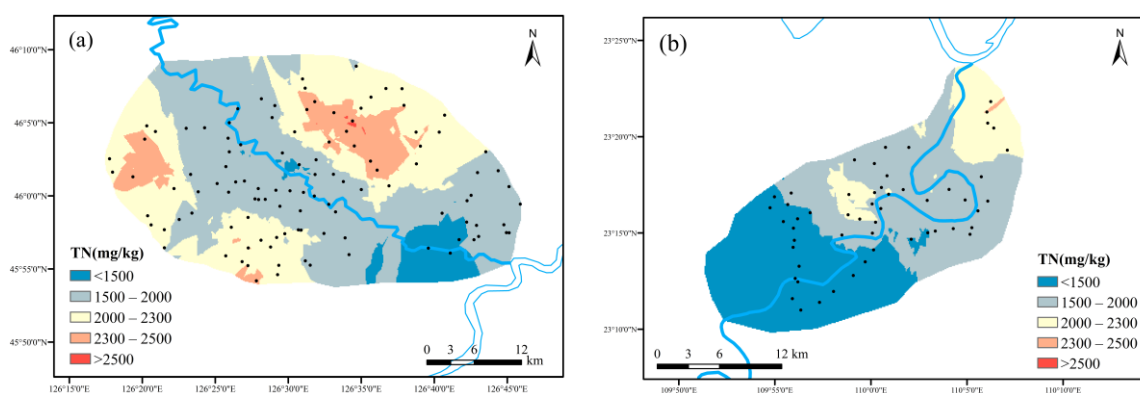 (a)
N
46°10'0"N
46°5'0"N
46°0'0"N
45°55'0"N
45°50'0"N
TN(mg/kg)
<1500
1500 – 2000
2000 – 2300
2300 – 2500
>2500
0 3 6 12
km
126°15'0"E 126°20'0"E 126°25'0"E 126°30'0"E 126°35'0"E 126°40'0"E 126°45'0"E
(b)
N
23°25'0"N
23°20'0"N
23°15'0"N
23°10'0"N
TN(mg/kg)
<1500
1500 – 2000
2000 – 2300
2300 – 2500
>2500
0 3 6 12 km
109°50'0"E 109°55'0"E 110°0'0"E 110°5'0"E 110°10'0"E